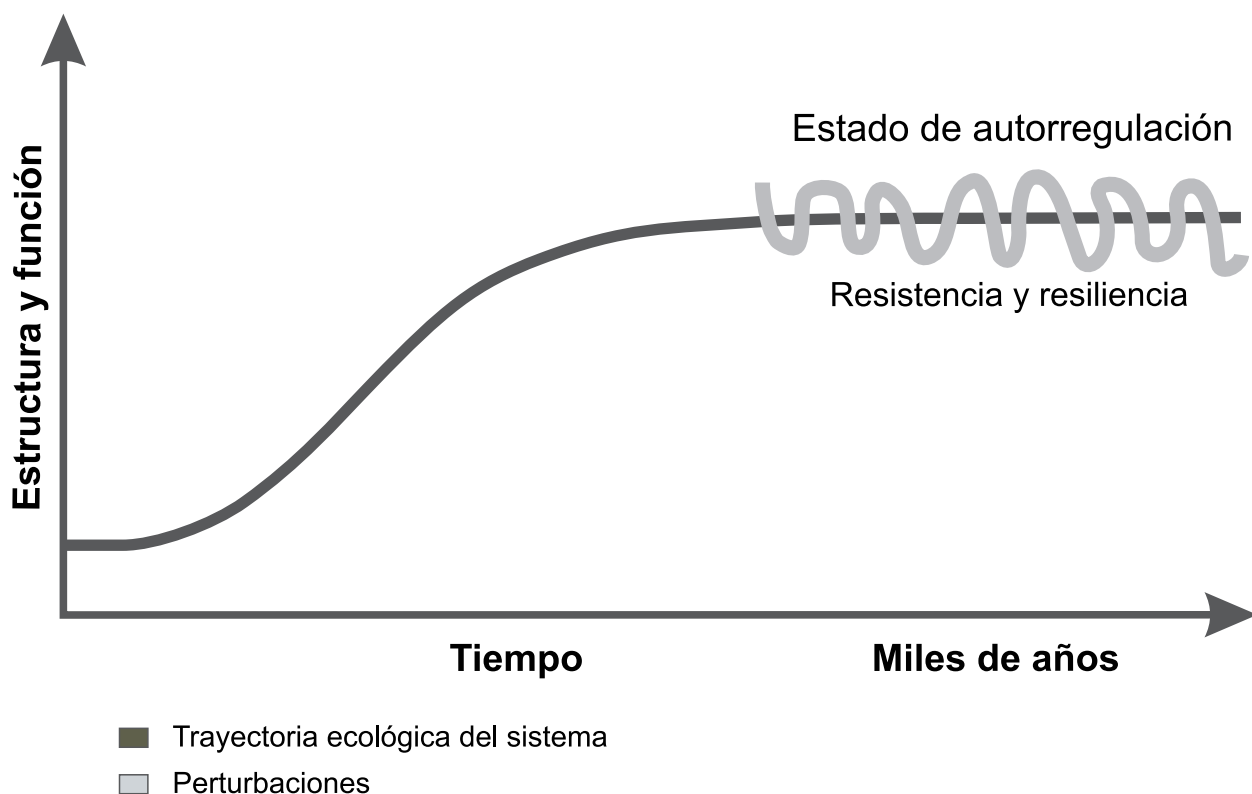 Estado de autorregulación
Estructura y función
Resistencia y resiliencia
Tiempo
Miles de años
Trayectoria ecológica del sistema
Perturbaciones